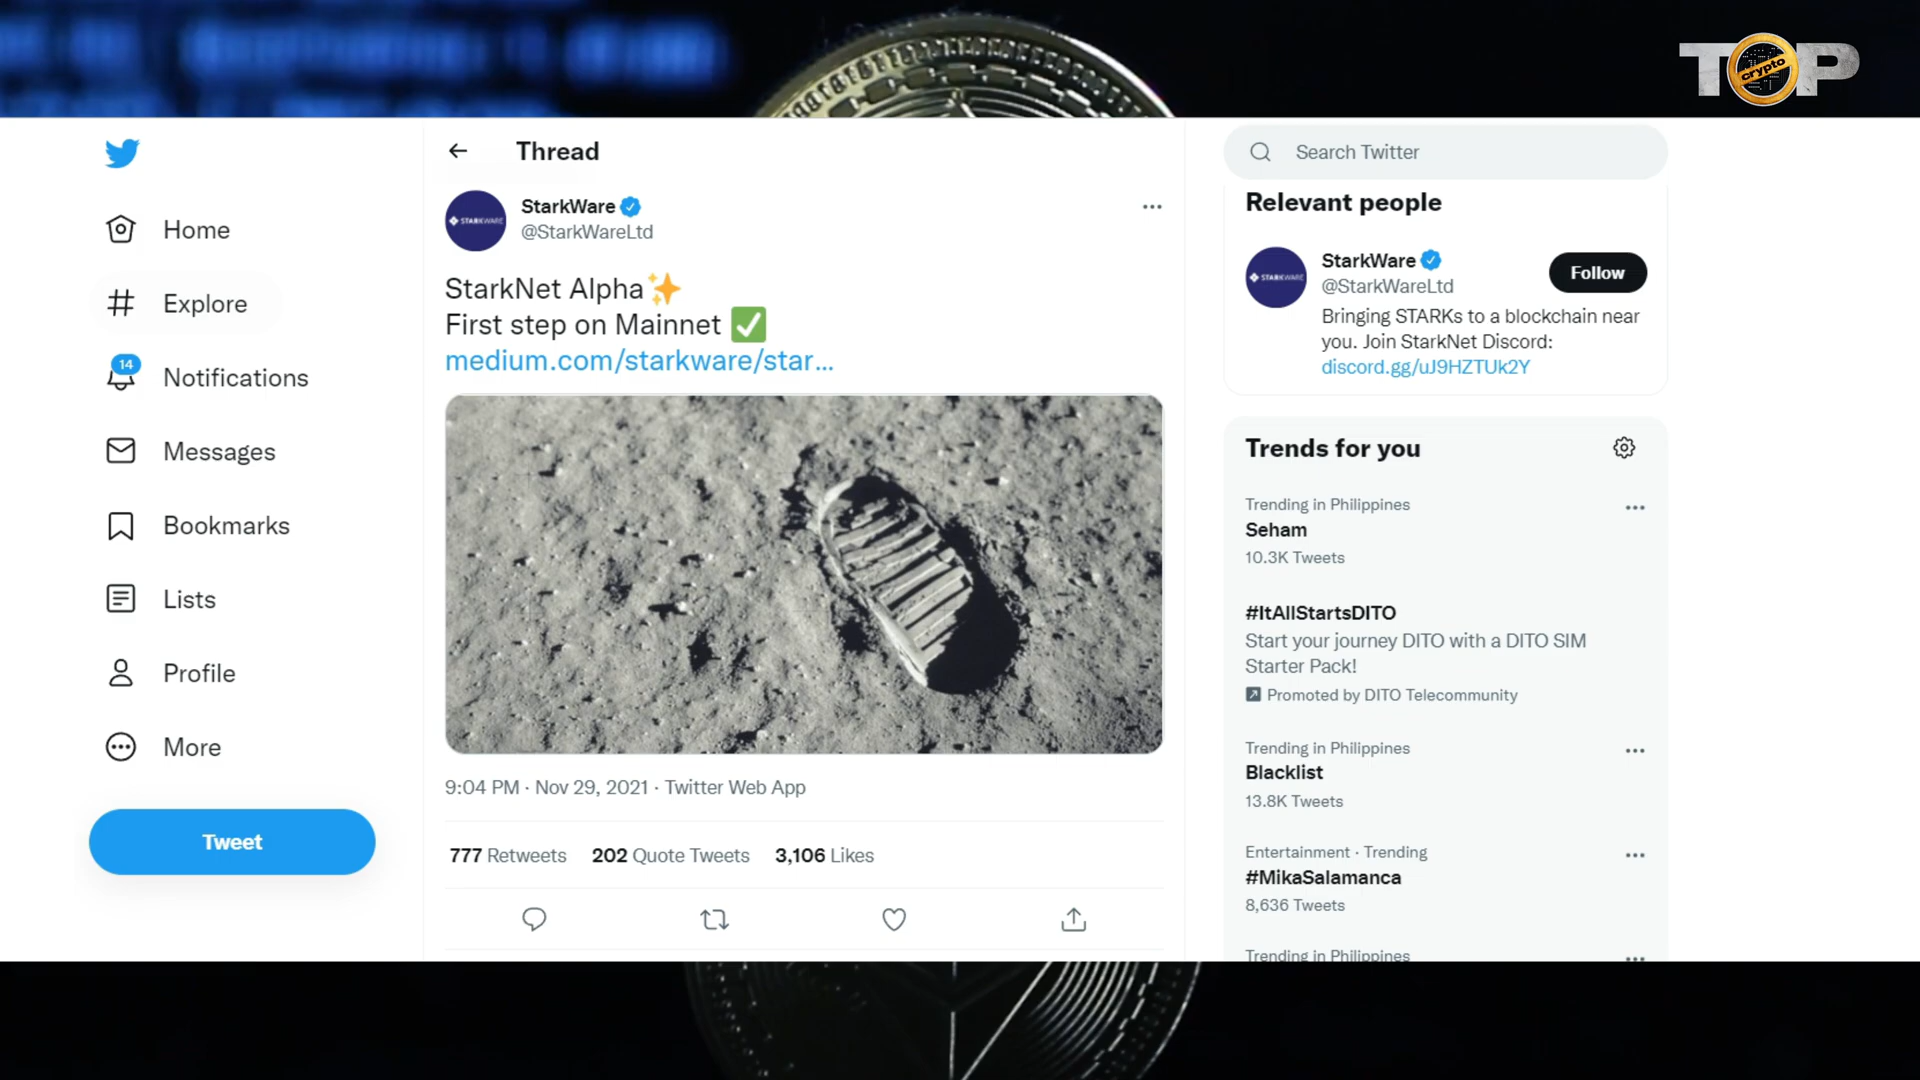 TOP
crypto
Thread
Search Twitter
STARKWARE
StarkWare
@StarkWareLtd
StarkNet Alpha✨
First step on Mainnet ✅
medium.com/starkware/star…
9:04 PM · Nov 29, 2021 · Twitter Web App
777 Retweets 202 Quote Tweets 3,106 Likes
Home
Explore
14
Notifications
Messages
Bookmarks
Lists
Profile
More
Tweet
Relevant people
STARKWARE
StarkWare
@StarkWareLtd
Follow
Bringing STARKs to a blockchain near
you. Join StarkNet Discord:
discord.gg/uJ9HZTUk2Y
Trends for you
Trending in Philippines
Seham
10.3K Tweets
#ItAllStartsDITO
Start your journey DITO with a DITO SIM
Starter Pack!
Promoted by DITO Telecommunity
Trending in Philippines
Blacklist
13.8K Tweets
Entertainment · Trending
#MikaSalamanca
8,636 Tweets
Trending in Philippines